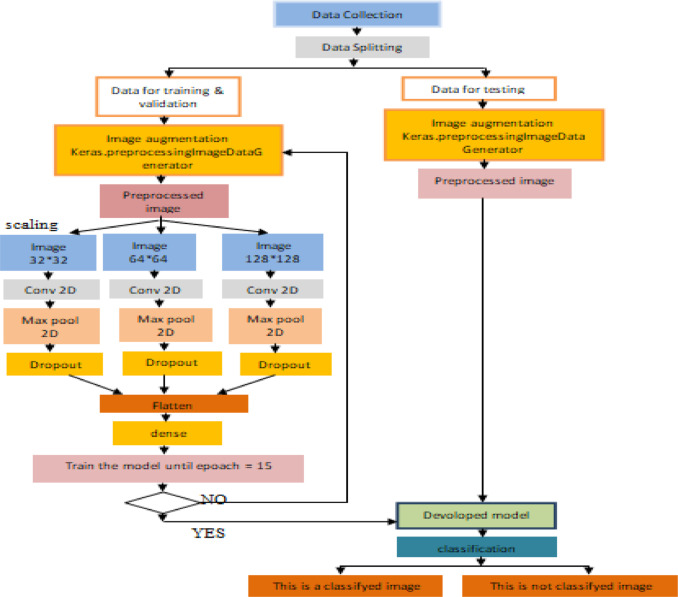 Data Collection
Data Splitting
Data for training &
validation
Data for testing
Image augmentation
Keras.preprocessingImageDataG
enerator
Image augmentation
Keras.preprocessingImageData
Generator
Preprocessed
image
Preprocessed image
scaling
Image
32*32
Image
64*64
Image
128*128
Conv 2D
Conv 2D
Conv 2D
Max pool
2D
Max pool
2D
Max pool
2D
Dropout
Dropout
Dropout
Flatten
dense
Train the model until epoach = 15
NO
YES
Devoloped model
classification
This is a classifyed image
This is not classifyed image